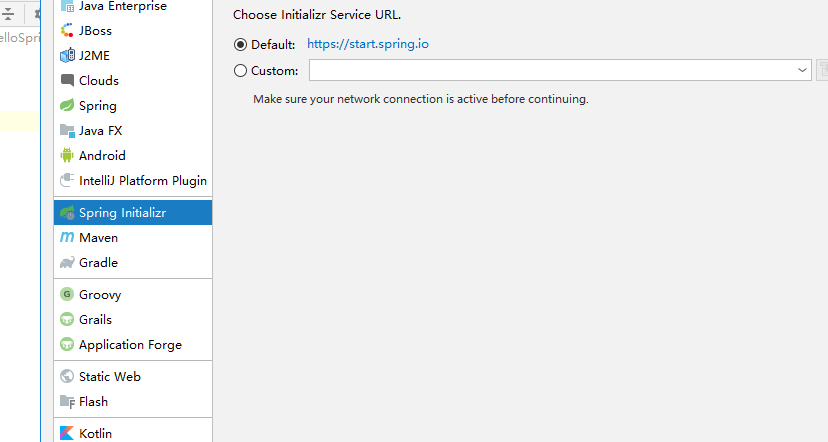 elloSpri
Java Enterprise
JBoss
J2ME
Clouds
Spring
Java FX
Android
IntelliJ Platform Plugin
Spring Initializr
Maven
Gradle
Groovy
Grails
Application Forge
Static Web
Flash
Kotlin
Choose Initializr Service URL.
Default: https://start.spring.io
Custom:
Make sure your network connection is active before continuing.